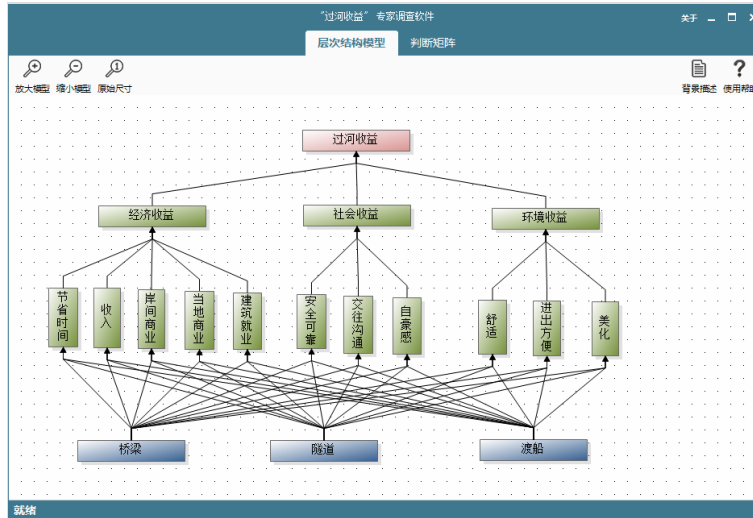 “过河收益” 专家调查软件
关于
层次结构模型 判断矩阵
放大模型 缩小模型 原始尺寸
背景描述 使用帮助
过河收益
经济收益 社会收益 环境收益
节省时间 收入 岸间商业 当地商业 建筑就业 安全可靠 交往沟通 自豪感 舒适 进出方便 美化
桥梁 隧道 渡船
就绪